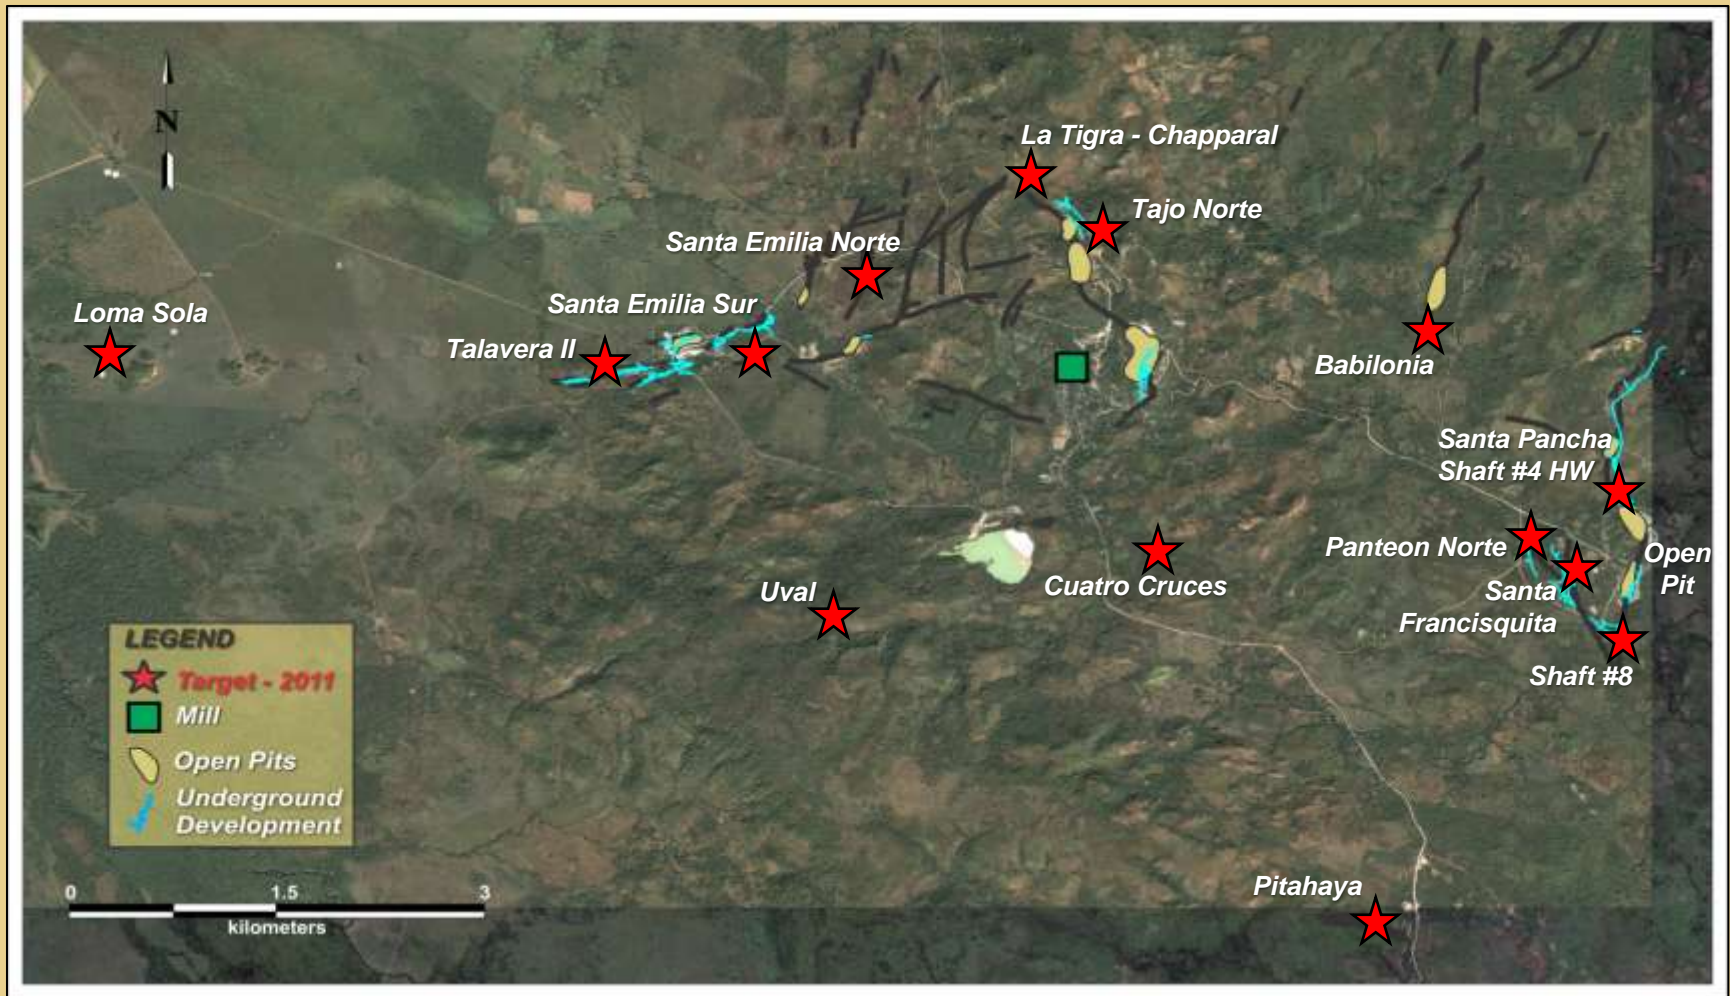 N
La Tigra - Chapparal
Tajo Norte
Santa Emilia Norte
Santa Emilia Sur
Loma Sola
Talavera II
Babilonia
Santa Pancha
Shaft #4 HW
Panteon Norte
Open
Pit
Santa
Francisquita
Cuatro Cruces
Uval
Shaft #8
LEGEND
Target - 2011
Mill
Open Pits
Underground
Development
0 1.5 3
kilometers
Pitahaya